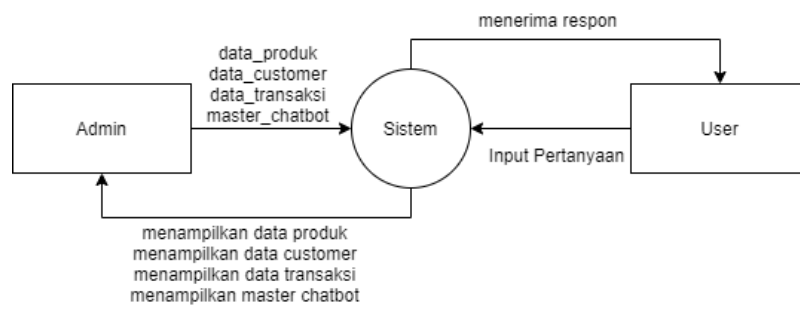 menerima respon
data_produk
data_customer
data_transaksi
master_chatbot
Admin
Sistem
User
Input Pertanyaan
menampilkan data produk
menampilkan data customer
menampilkan data transaksi
menampilkan master chatbot